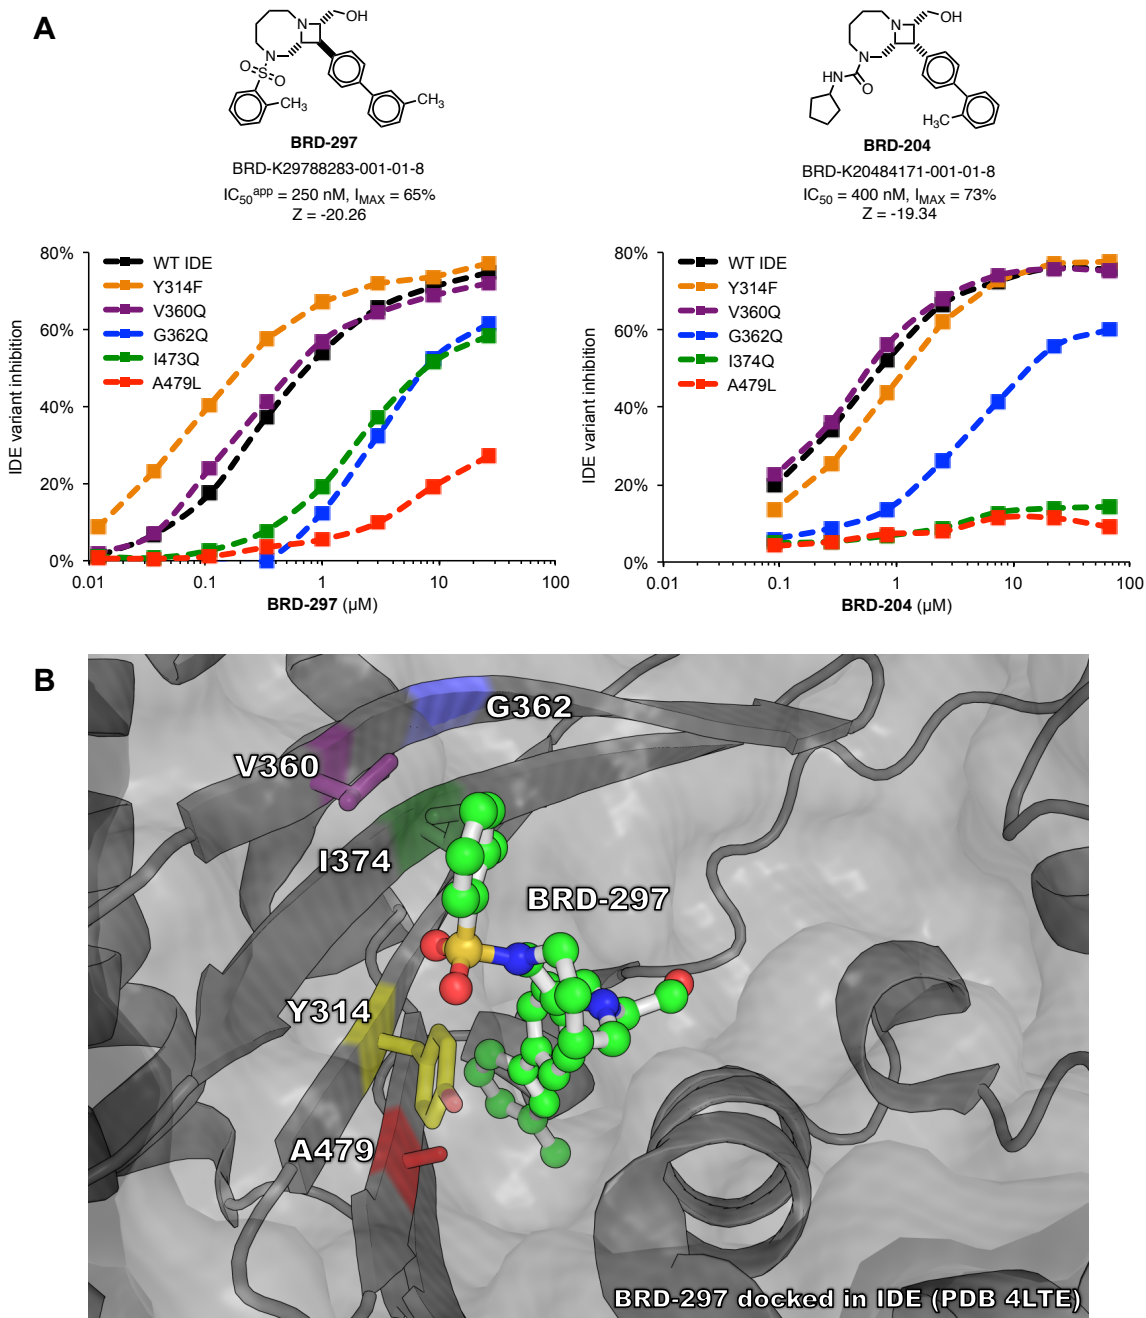 A
N
OH
N
S
O
O
CH3
CH3
BRD-297
BRD-K29788283-001-01-8
IC50app = 250 nM, IMAX = 65%
Z = -20.26
N
OH
N
HN
O
H3C
BRD-204
BRD-K20484171-001-01-8
IC50 = 400 nM, IMAX = 73%
Z = -19.34
IDE variant inhibition
80%
60%
40%
20%
0%
WT IDE
Y314F
V360Q
G362Q
I473Q
A479L
0.01
0.1
1
10
100
BRD-297 (µM)
IDE variant inhibition
80%
60%
40%
20%
0%
WT IDE
Y314F
V360Q
G362Q
I374Q
A479L
0.01
0.1
1
10
100
BRD-204 (µM)
B
G362
V360
I374
BRD-297
Y314
A479
BRD-297 docked in IDE (PDB 4LTE)